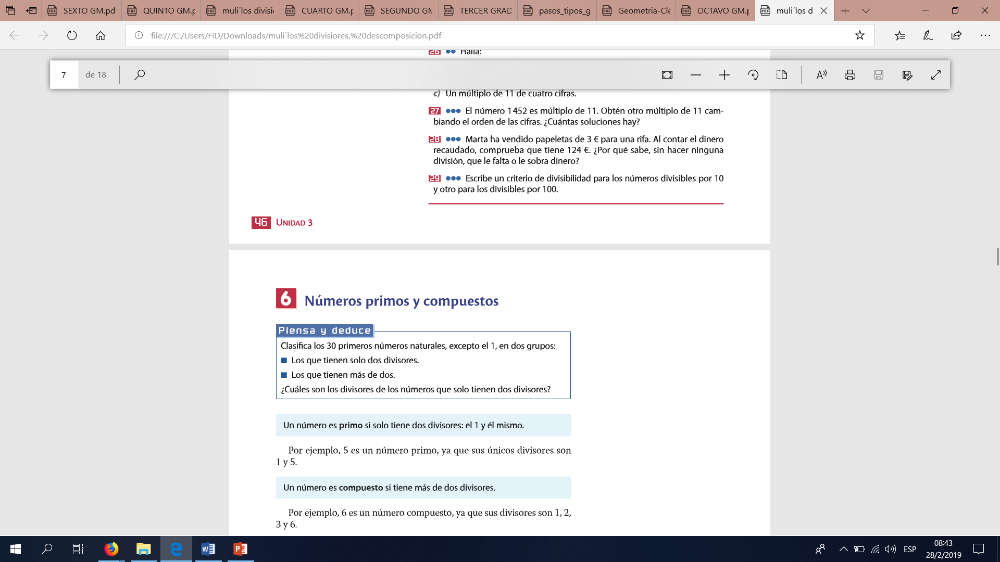 SEXTO GM.pd
QUINTO GM.p
muli´los divisi
CUARTO GM.p
SEGUNDO GM
TERCER GRAD
pasos_tipos_g
Geometria-Cle
OCTAVO GM.p
muli´los d
file:///C:/Users/FID/Downloads/muli´los%20divisiores,%20descomposicion.pdf
26 Halla:
7 de 18
c) Un múltiplo de 11 de cuatro cifras.
27 El número 1 452 es múltiplo de 11. Obtén otro múltiplo de 11 cam-
biando el orden de las cifras. ¿Cuántas soluciones hay?
28 Marta ha vendido papeletas de 3 € para una rifa. Al contar el dinero
recaudado, comprueba que tiene 124 €. ¿Por qué sabe, sin hacer ninguna
división, que le falta o le sobra dinero?
29 Escribe un criterio de divisibilidad para los números divisibles por 10
y otro para los divisibles por 100.
46 UNIDAD 3
6 Números primos y compuestos
Piensa y deduce
Clasifica los 30 primeros números naturales, excepto el 1, en dos grupos:
Los que tienen solo dos divisores.
Los que tienen más de dos.
¿Cuáles son los divisores de los números que solo tienen dos divisores?
Un número es primo si solo tiene dos divisores: el 1 y él mismo.
Por ejemplo, 5 es un número primo, ya que sus únicos divisores son
1 y 5.
Un número es compuesto si tiene más de dos divisores.
Por ejemplo, 6 es un número compuesto, ya que sus divisores son 1, 2,
3 y 6.
ESP
08:43
28/2/2019